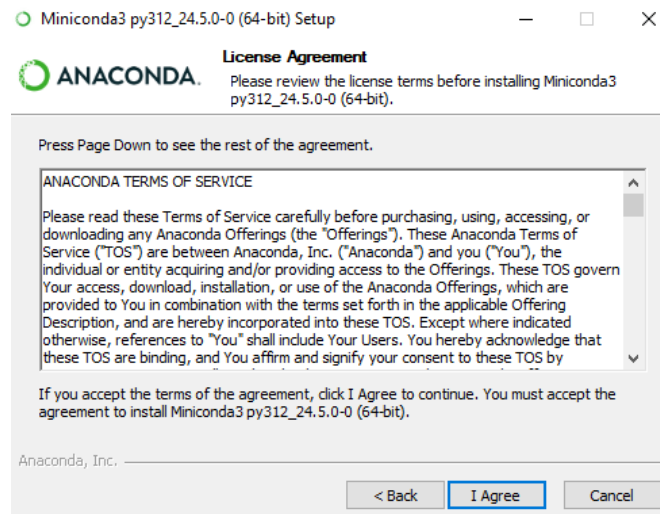 Miniconda3 py312_24.5.0-0 (64-bit) Setup
ANACONDA.
License Agreement
Please review the license terms before installing Miniconda3
py312_24.5.0-0 (64-bit).
Press Page Down to see the rest of the agreement.
ANACONDA TERMS OF SERVICE
Please read these Terms of Service carefully before purchasing, using, accessing, or
downloading any Anaconda Offerings (the "Offerings"). These Anaconda Terms of
Service ("TOS") are between Anaconda, Inc. ("Anaconda") and you ("You"), the
individual or entity acquiring and/or providing access to the Offerings. These TOS govern
Your access, download, installation, or use of the Anaconda Offerings, which are
provided to You in combination with the terms set forth in the applicable Offering
Description, and are hereby incorporated into these TOS. Except where indicated
otherwise, references to "You" shall include Your Users. You hereby acknowledge that
these TOS are binding, and You affirm and signify your consent to these TOS by
If you accept the terms of the agreement, click I Agree to continue. You must accept the
agreement to install Miniconda3 py312_24.5.0-0 (64-bit).
Anaconda, Inc.
< Back
I Agree
Cancel